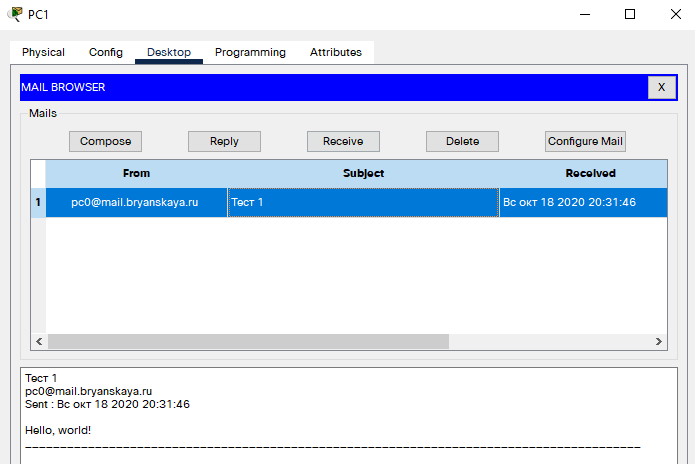 PC1
Physical Config Desktop Programming Attributes
MAIL BROWSER X
Mails
Compose Reply Receive Delete Configure Mail
From Subject Received
1 pc0@mail.bryanskaya.ru Тест 1 Вс окт 18 2020 20:31:46
Тест 1
pc0@mail.bryanskaya.ru
Sent : Вс окт 18 2020 20:31:46
Hello, world!